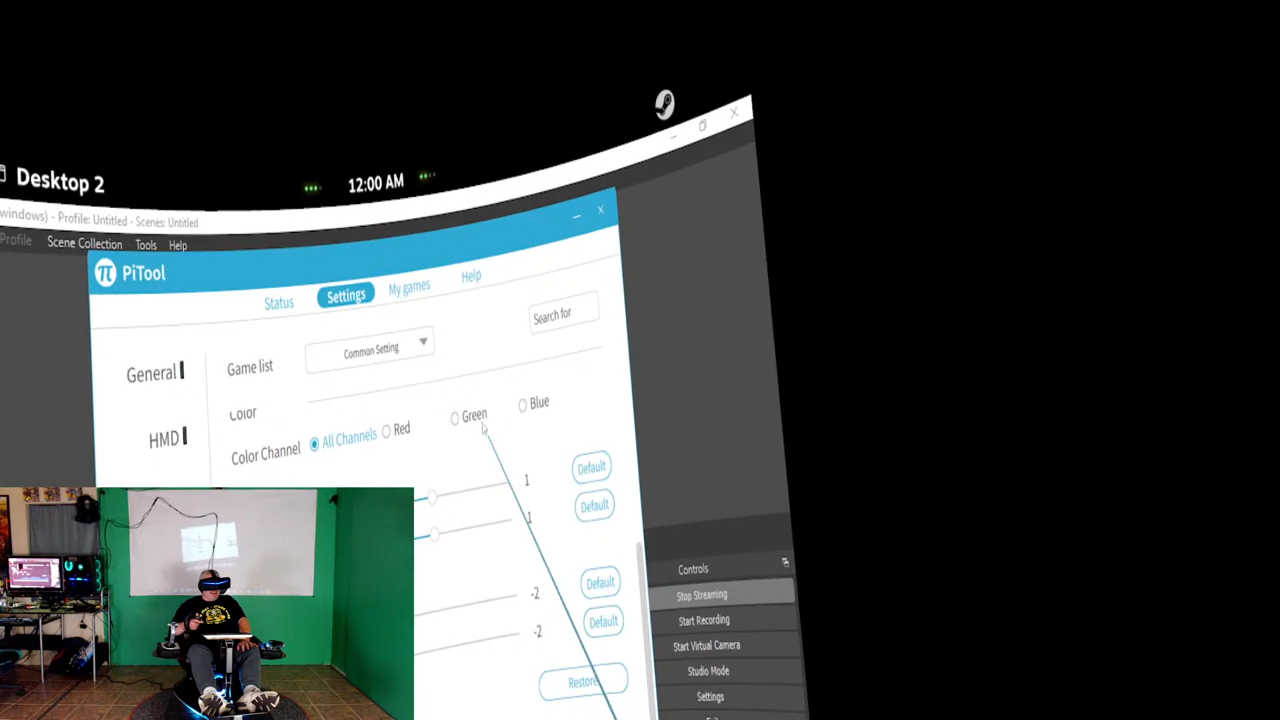 Desktop 2
12:00 AM
windows) - Profile: Untitled - Scenes: Untitled
Profile Scene Collection Tools Help
π PiTool
Status Settings My games Help
General
HMD
Game list Common Setting Search for
Color
Color Channel All Channels Red Green Blue
1 Default
1 Default
-2 Default
-2 Default
Restore
Controls
Stop Streaming
Start Recording
Start Virtual Camera
Studio Mode
Settings